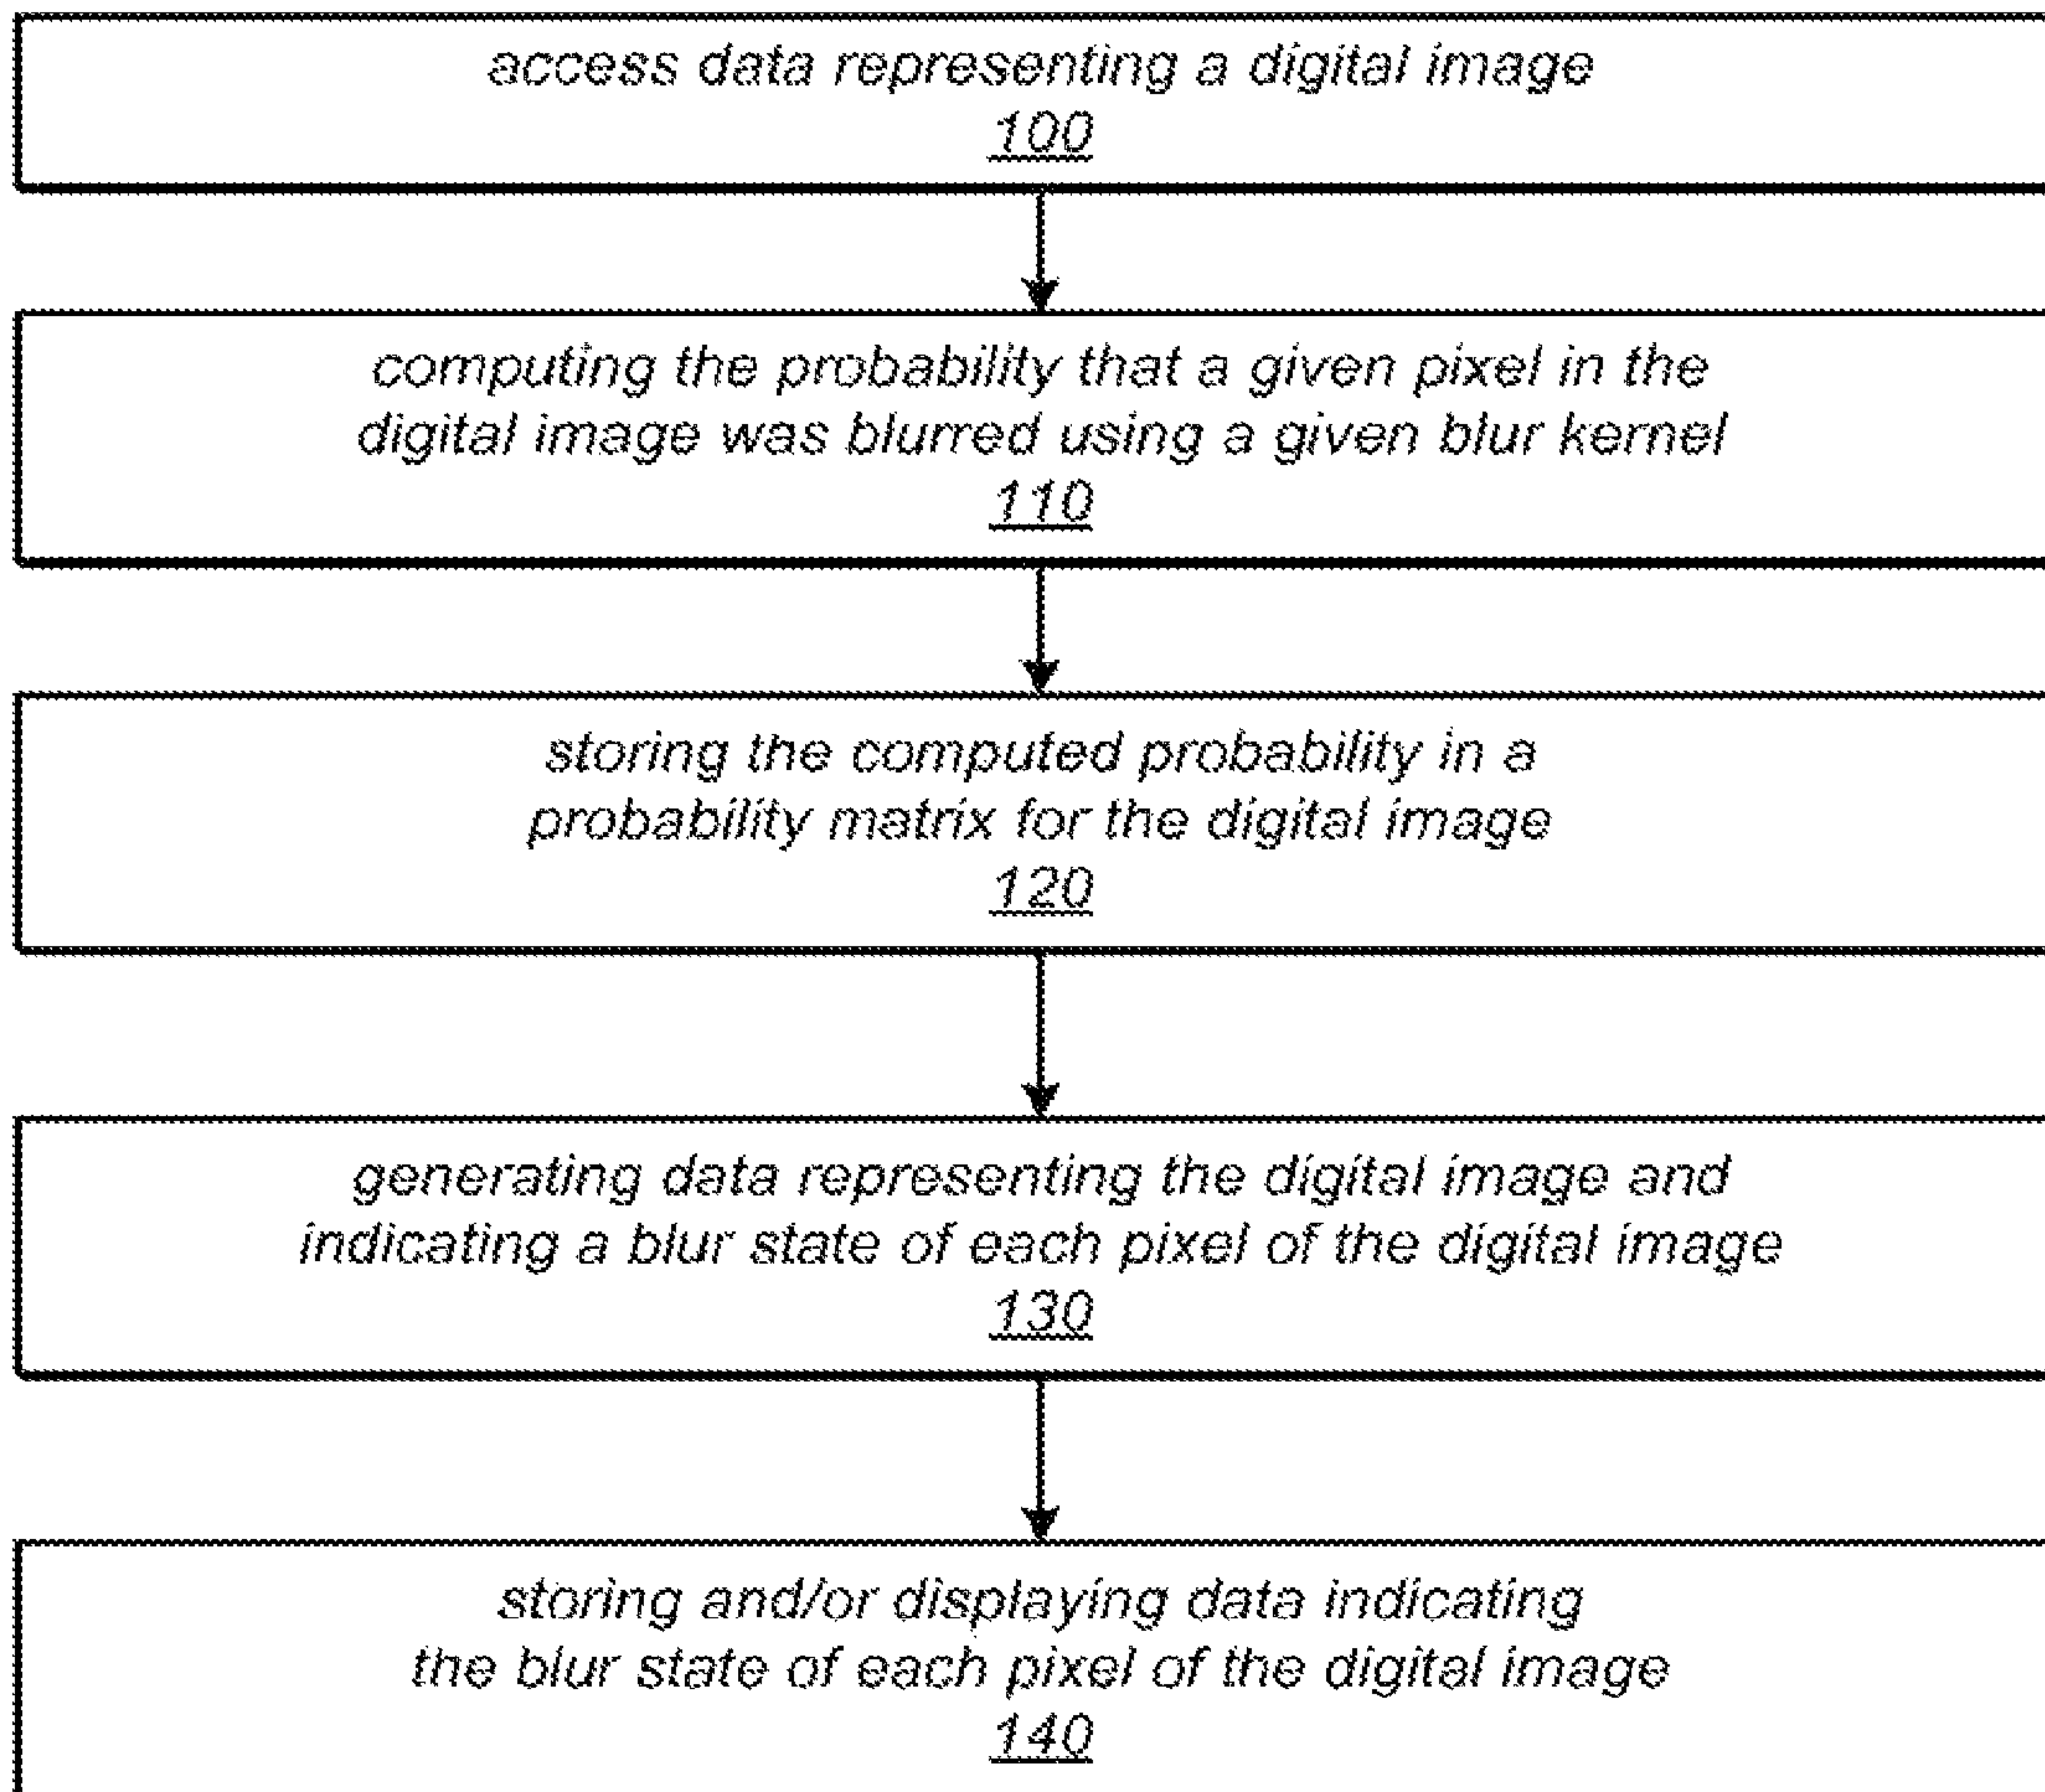 access data representing a digital image
100
computing the probability that a given pixel in the
digital image was blurred using a given blur kernel
110
storing the computed probability in a
probability matrix for the digital image
120
generating data representing the digital image and
indicating a blur state of each pixel of the digital image
130
storing and/or displaying data indicating
the blur state of each pixel of the digital image
140